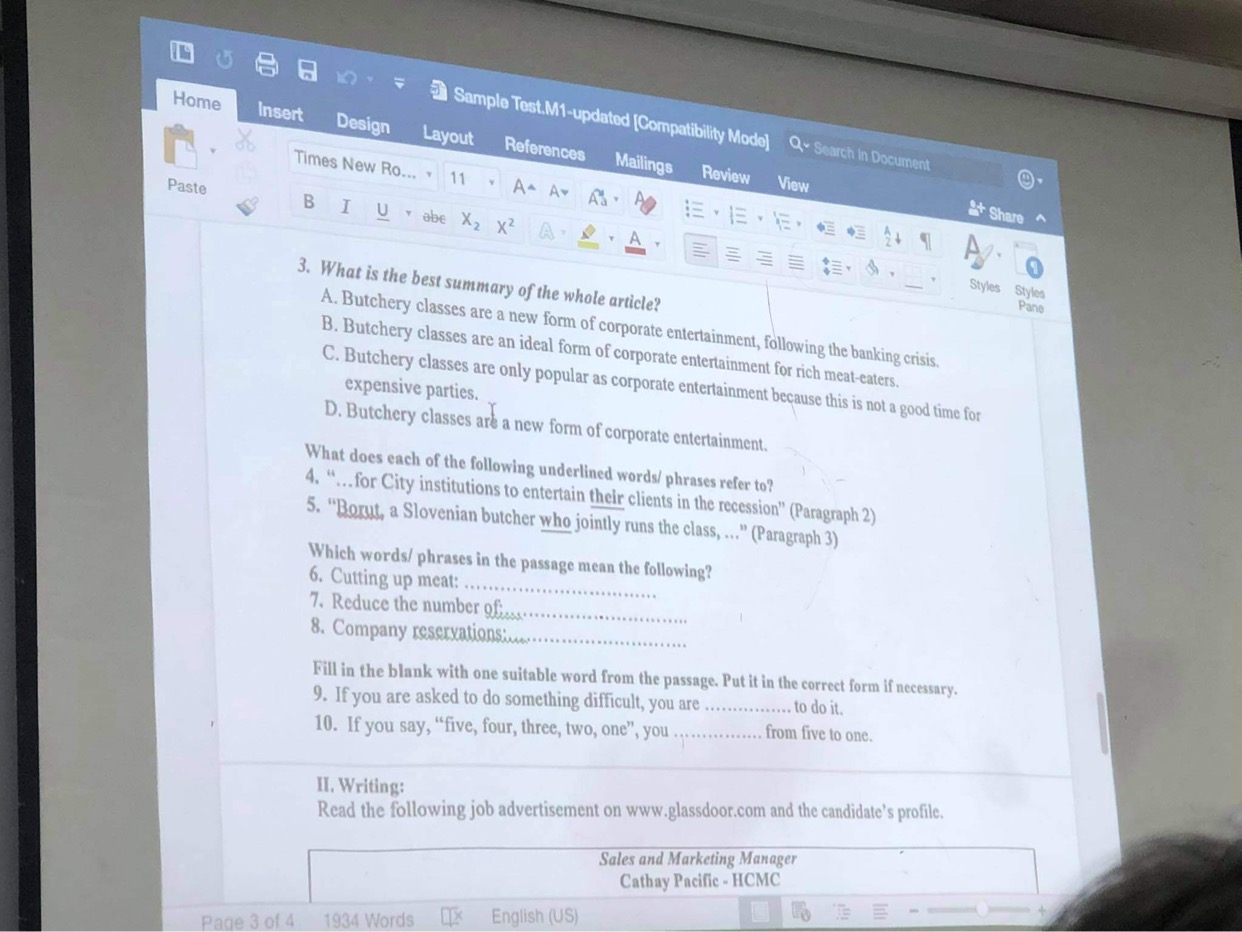 Sample Test.M1-updated [Compatibility Mode]
Search in Document
Home Insert Design Layout References Mailings Review View
Share
Paste
Times New Ro... 11
B I U abc X₂ X² A A
Styles
Styles Pane
3. What is the best summary of the whole article?
A. Butchery classes are a new form of corporate entertainment, following the banking crisis.
B. Butchery classes are an ideal form of corporate entertainment for rich meat-eaters.
C. Butchery classes are only popular as corporate entertainment because this is not a good time for
expensive parties.
D. Butchery classes are a new form of corporate entertainment.
What does each of the following underlined words/ phrases refer to?
4. “...for City institutions to entertain their clients in the recession” (Paragraph 2)
5. “Borut, a Slovenian butcher who jointly runs the class, ...” (Paragraph 3)
Which words/ phrases in the passage mean the following?
6. Cutting up meat: ....................................
7. Reduce the number of:....................................
8. Company reservations:....................................
Fill in the blank with one suitable word from the passage. Put it in the correct form if necessary.
9. If you are asked to do something difficult, you are ................ to do it.
10. If you say, “five, four, three, two, one”, you ................ from five to one.
II. Writing:
Read the following job advertisement on www.glassdoor.com and the candidate's profile.
Sales and Marketing Manager
Cathay Pacific - HCMC
Page 3 of 4 1934 Words English (US)